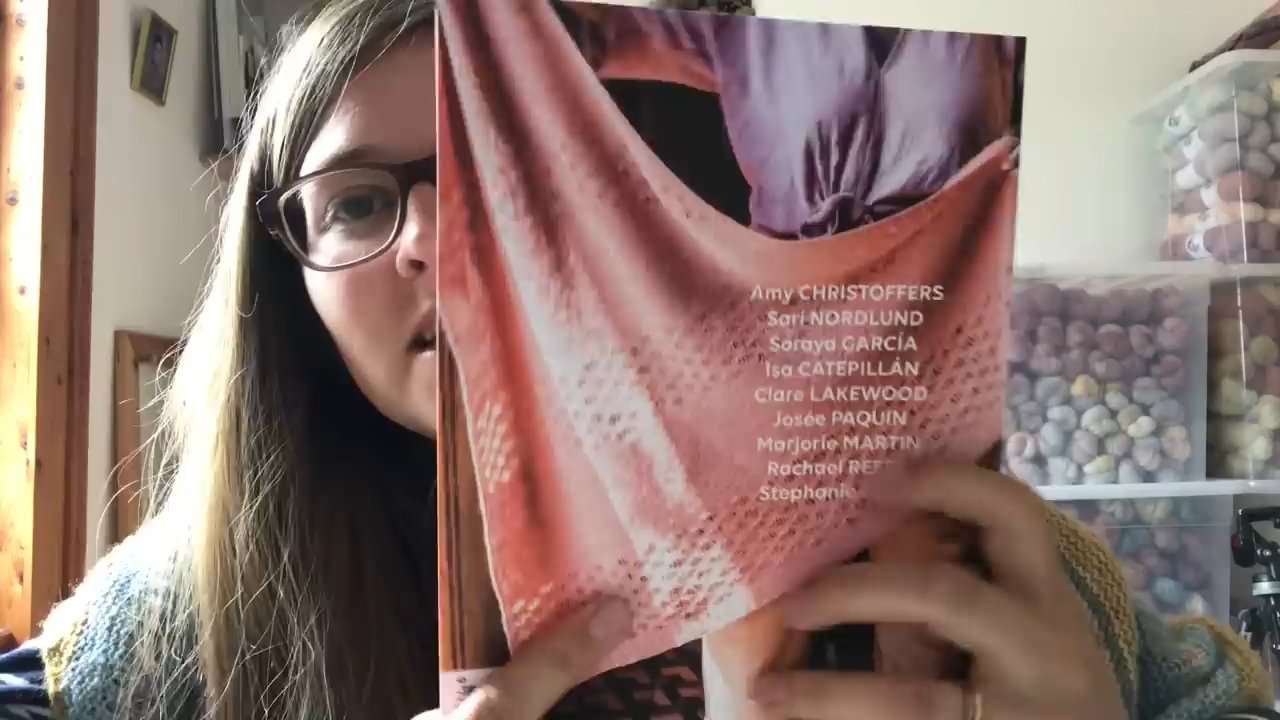 Amy CHRISTOFFERS
Sari NORDLUND
Soraya GARCÍA
Isa CATEPILLÁN
Clare LAKEWOOD
Josée PAQUIN
Marjorie MARTIN
Rachael
Stephanie